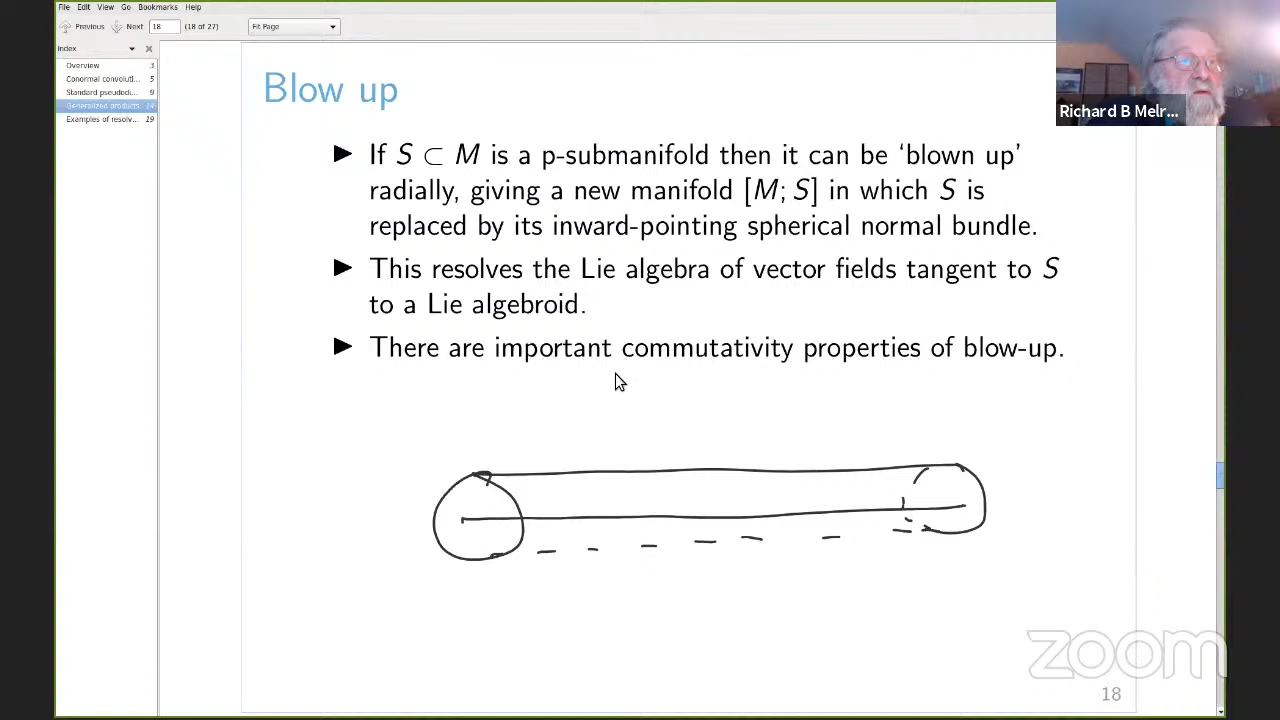 File Edit View Go Bookmarks Help
Previous Next 18 (18 of 27) Fit Page
Index
Overview 3
Conormal convoluti... 5
Standard pseudodi... 9
Generalized products 14
Examples of resolv... 19
Richard B Melr...
Blow up
► If S ⊂ M is a p-submanifold then it can be ‘blown up’
radially, giving a new manifold [M; S] in which S is
replaced by its inward-pointing spherical normal bundle.
► This resolves the Lie algebra of vector fields tangent to S
to a Lie algebroid.
► There are important commutativity properties of blow-up.
zoom
18